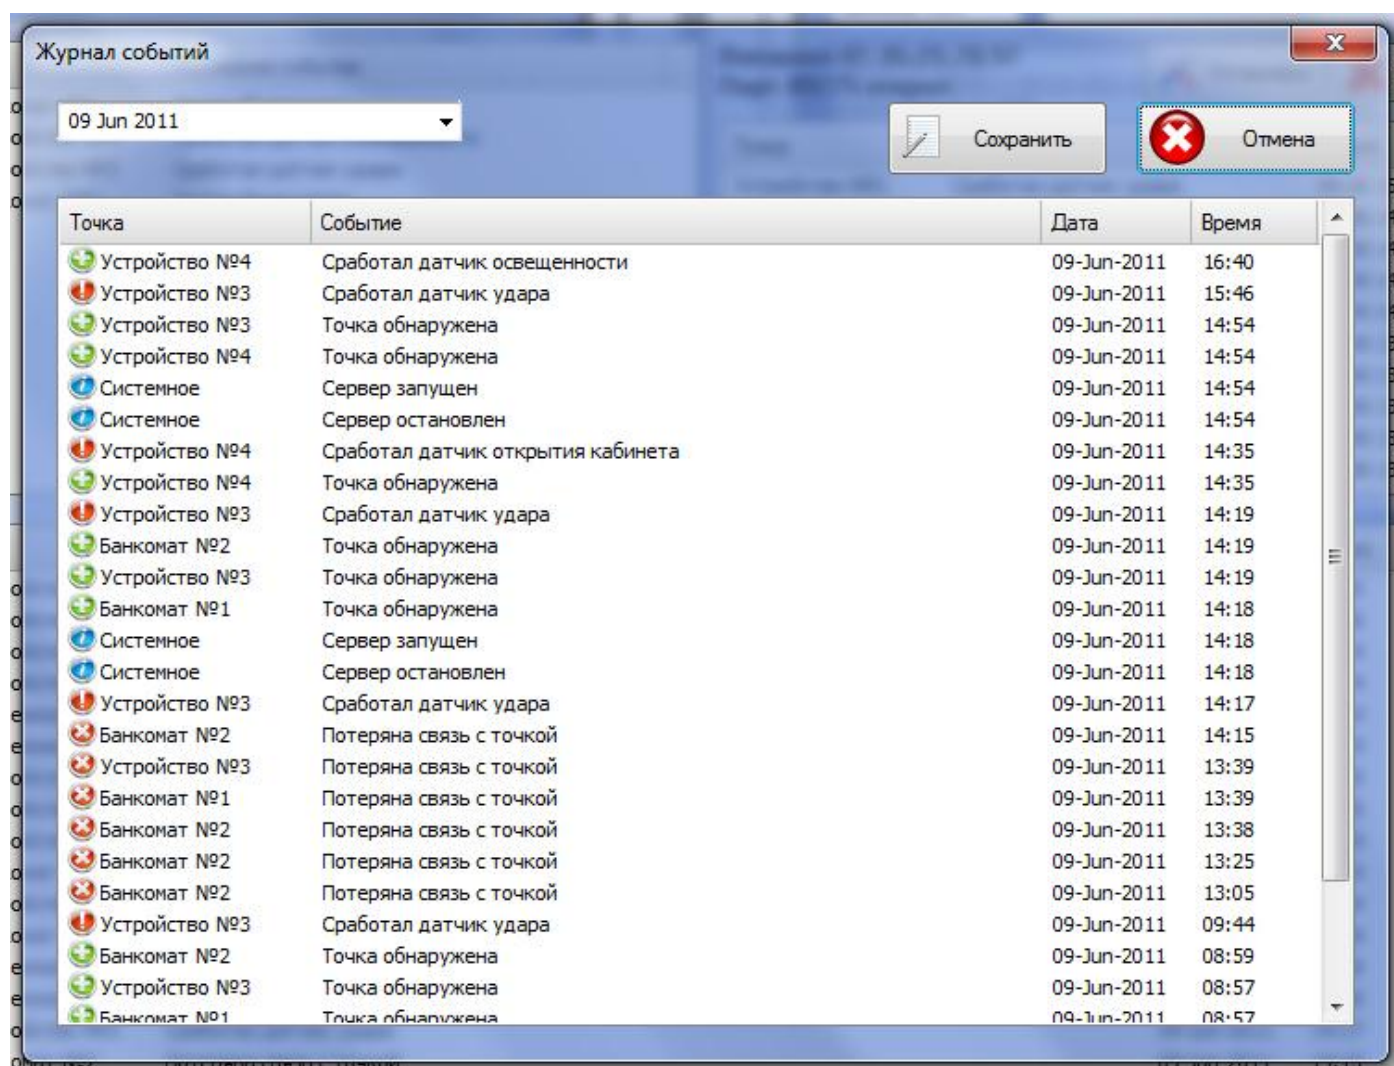 Журнал событий
09 Jun 2011
Сохранить
Отмена
Точка Событие Дата Время
Устройство №4 Сработал датчик освещенности 09-Jun-2011 16:40
Устройство №3 Сработал датчик удара 09-Jun-2011 15:46
Устройство №3 Точка обнаружена 09-Jun-2011 14:54
Устройство №4 Точка обнаружена 09-Jun-2011 14:54
Системное Сервер запущен 09-Jun-2011 14:54
Системное Сервер остановлен 09-Jun-2011 14:54
Устройство №4 Сработал датчик открытия кабинета 09-Jun-2011 14:35
Устройство №4 Точка обнаружена 09-Jun-2011 14:35
Устройство №3 Сработал датчик удара 09-Jun-2011 14:19
Банкомат №2 Точка обнаружена 09-Jun-2011 14:19
Устройство №3 Точка обнаружена 09-Jun-2011 14:19
Банкомат №1 Точка обнаружена 09-Jun-2011 14:18
Системное Сервер запущен 09-Jun-2011 14:18
Системное Сервер остановлен 09-Jun-2011 14:18
Устройство №3 Сработал датчик удара 09-Jun-2011 14:17
Банкомат №2 Потеряна связь с точкой 09-Jun-2011 14:15
Устройство №3 Потеряна связь с точкой 09-Jun-2011 13:39
Банкомат №1 Потеряна связь с точкой 09-Jun-2011 13:39
Банкомат №2 Потеряна связь с точкой 09-Jun-2011 13:38
Банкомат №2 Потеряна связь с точкой 09-Jun-2011 13:25
Банкомат №2 Потеряна связь с точкой 09-Jun-2011 13:05
Устройство №3 Сработал датчик удара 09-Jun-2011 09:44
Банкомат №2 Точка обнаружена 09-Jun-2011 08:59
Устройство №3 Точка обнаружена 09-Jun-2011 08:57
Банкомат №1 Точка обнаружена 09-Jun-2011 08:57